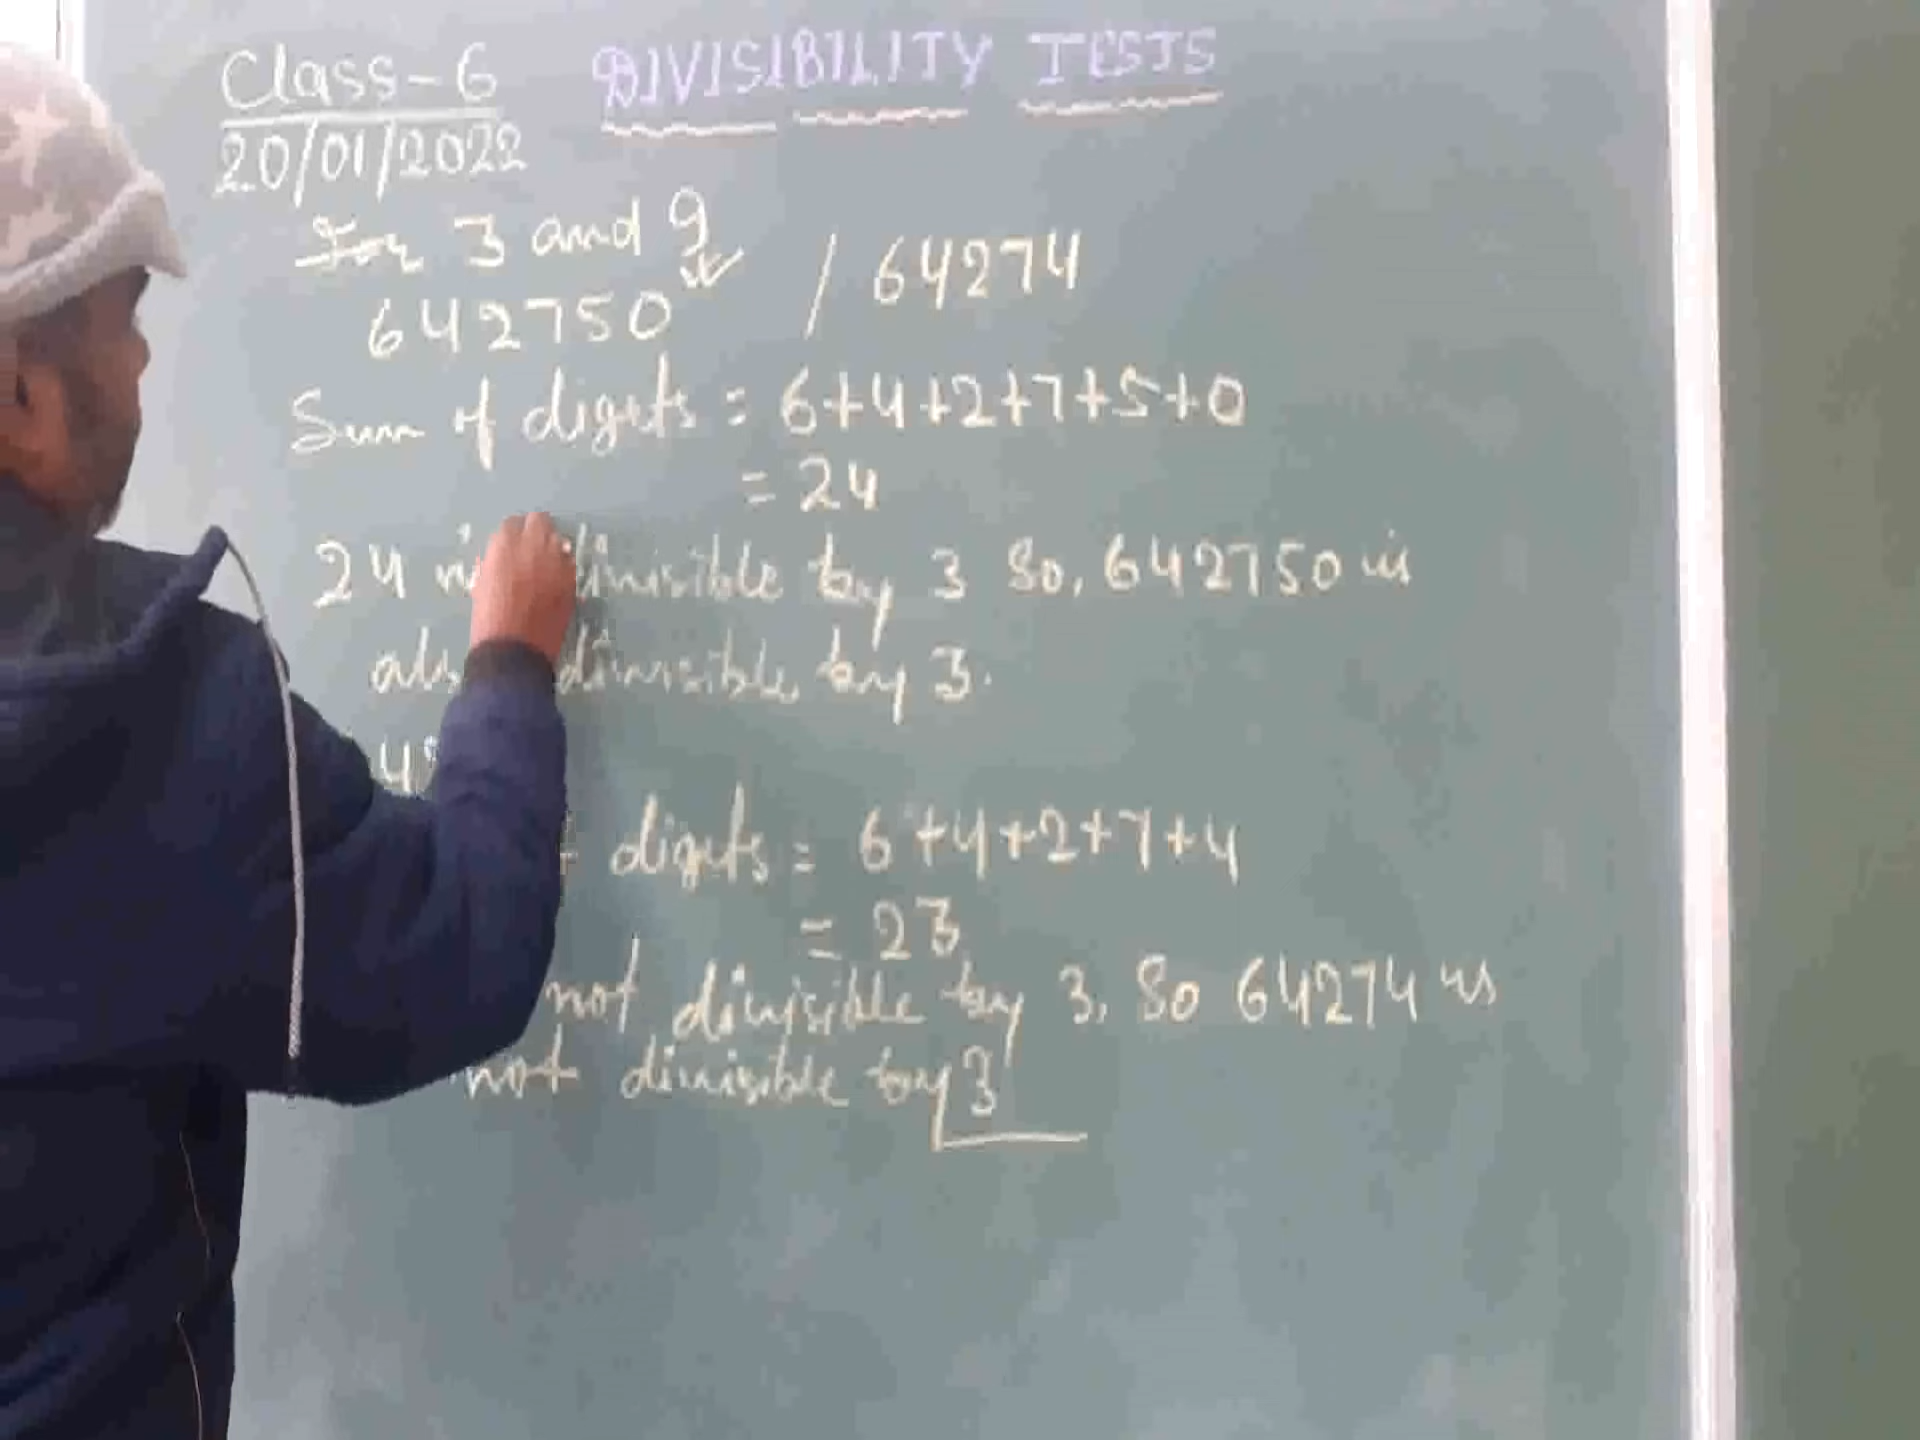 Class-6 DIVISIBILITY TESTS
20/01/2022
For 3 and 9
642750 / 64274
Sum of digits = 6+4+2+7+5+0
= 24
24 divisible by 3 So, 642750 is
divisible by 3.
digits = 6+4+2+7+4
= 23
not divisible by 3, So 64274 is
not divisible by 3